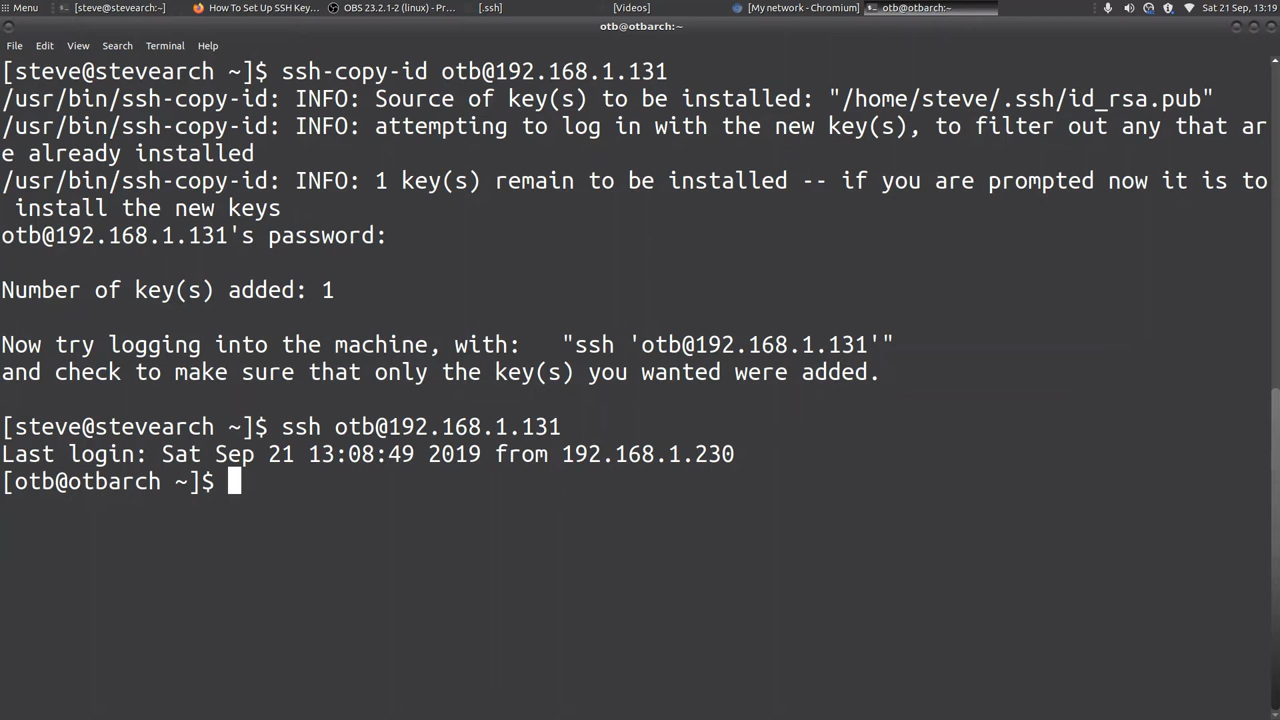 Menu [steve@stevearch:~] How To Set Up SSH Key... OBS 23.2.1-2 (linux) - Pr... [.ssh] [Videos] [My network - Chromium] otb@otbarch:~ Sat 21 Sep, 13:19
otb@otbarch:~
File Edit View Search Terminal Help
[steve@stevearch ~]$ ssh-copy-id otb@192.168.1.131
/usr/bin/ssh-copy-id: INFO: Source of key(s) to be installed: "/home/steve/.ssh/id_rsa.pub"
/usr/bin/ssh-copy-id: INFO: attempting to log in with the new key(s), to filter out any that ar
e already installed
/usr/bin/ssh-copy-id: INFO: 1 key(s) remain to be installed -- if you are prompted now it is to
 install the new keys
otb@192.168.1.131's password:
Number of key(s) added: 1
Now try logging into the machine, with:   "ssh 'otb@192.168.1.131'"
and check to make sure that only the key(s) you wanted were added.
[steve@stevearch ~]$ ssh otb@192.168.1.131
Last login: Sat Sep 21 13:08:49 2019 from 192.168.1.230
[otb@otbarch ~]$